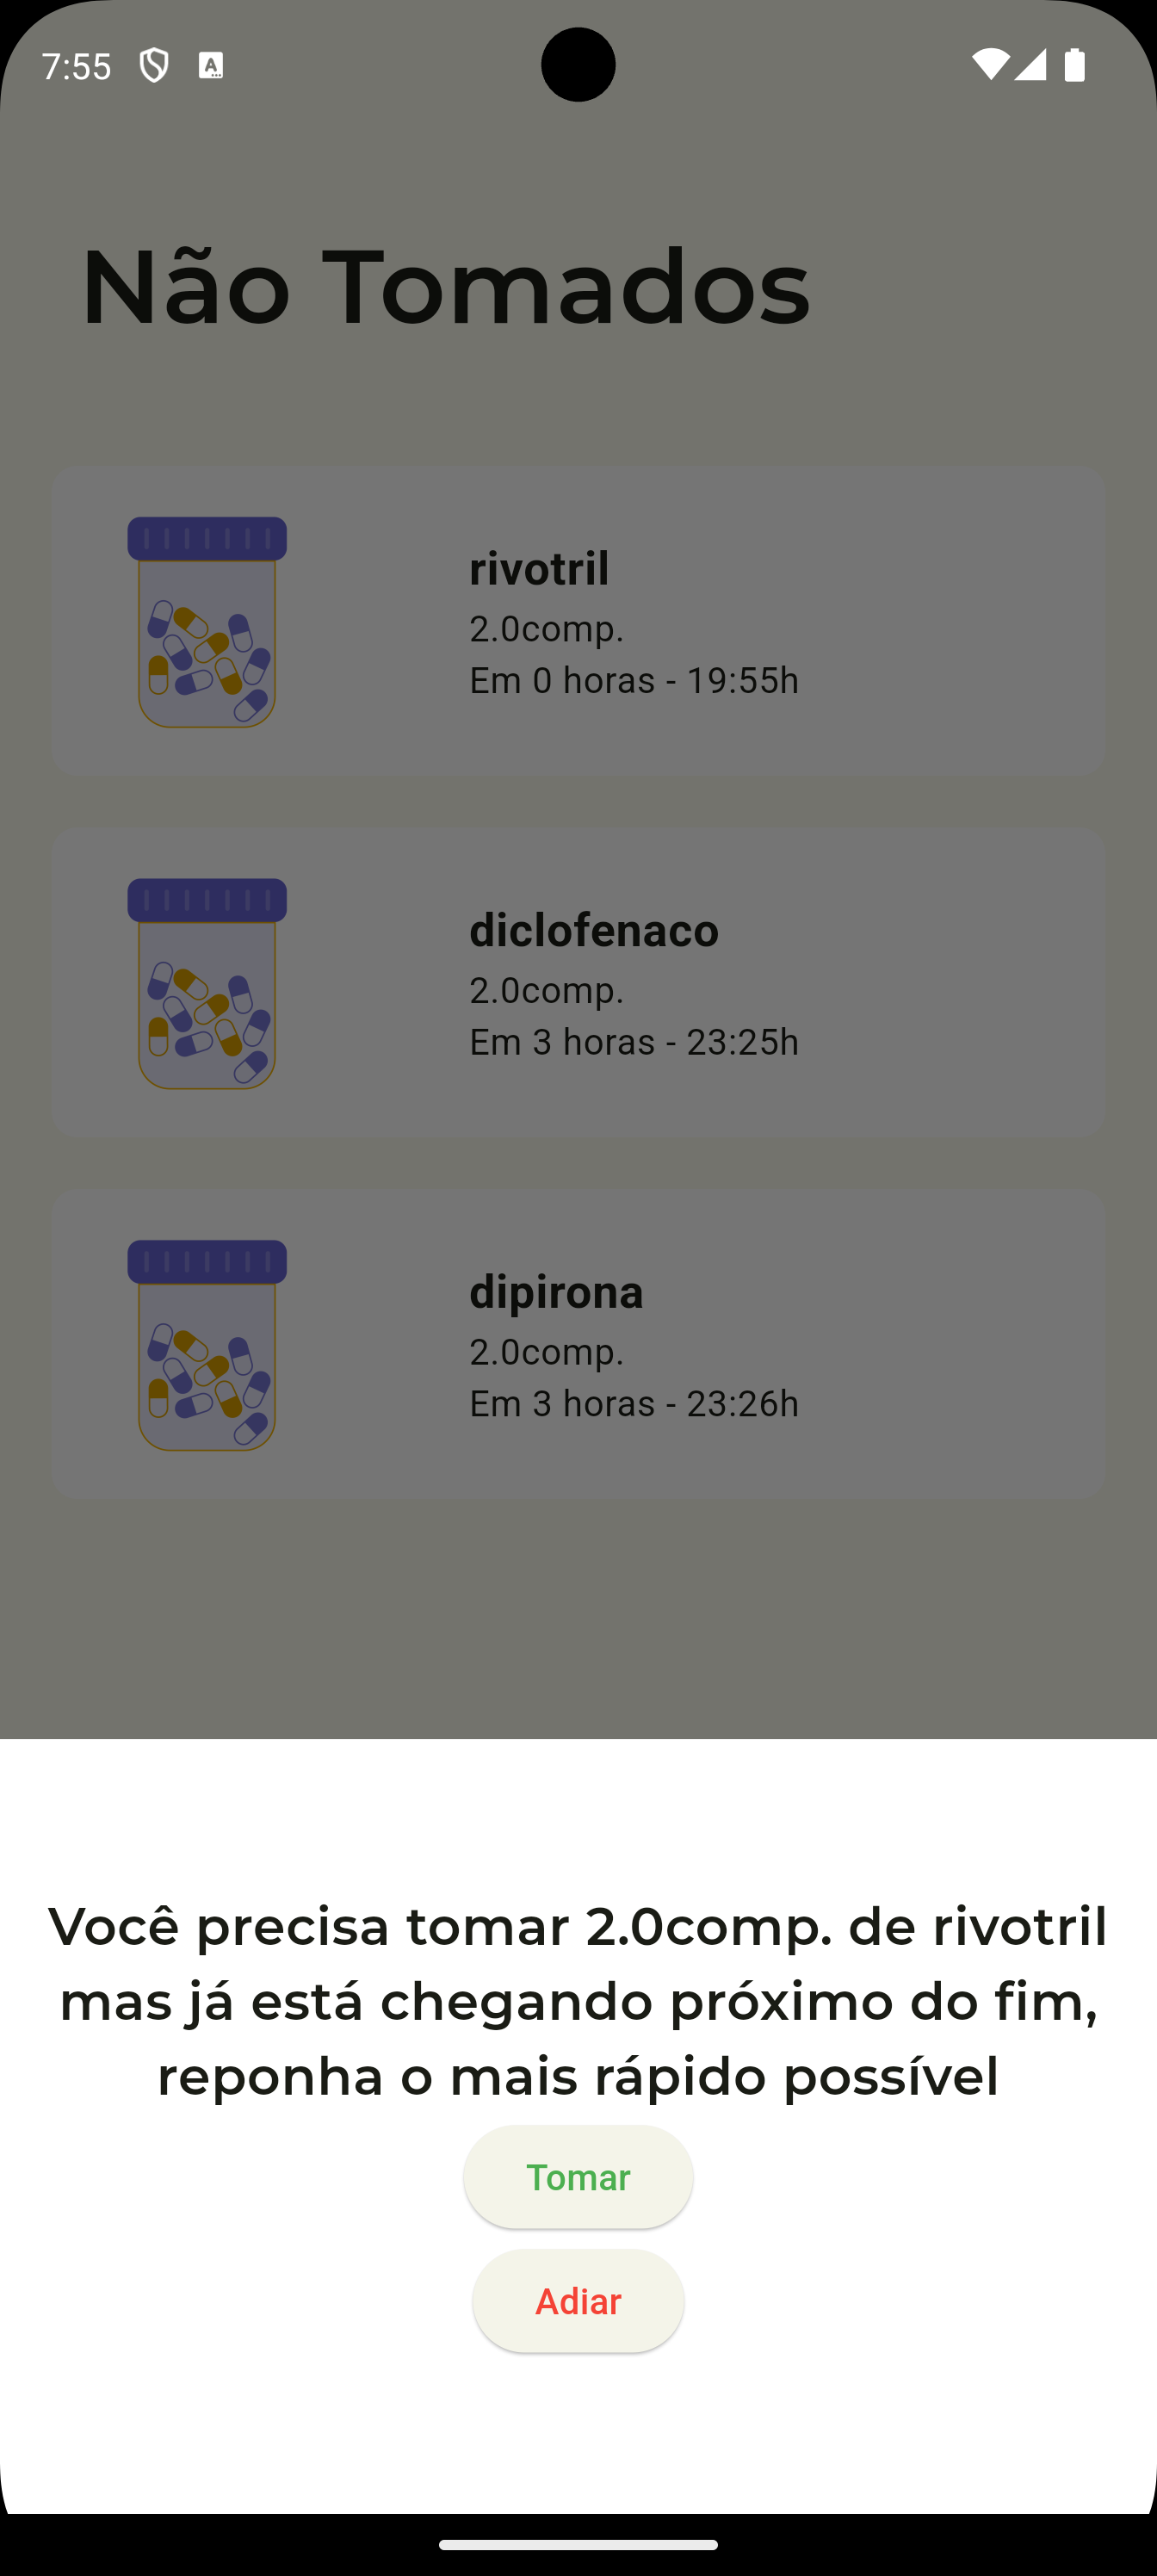 7:55
Não Tomados
rivotril
2.0comp.
Em 0 horas - 19:55h
diclofenaco
2.0comp.
Em 3 horas - 23:25h
dipirona
2.0comp.
Em 3 horas - 23:26h
Você precisa tomar 2.0comp. de rivotril
mas já está chegando próximo do fim,
reponha o mais rápido possível
Tomar
Adiar